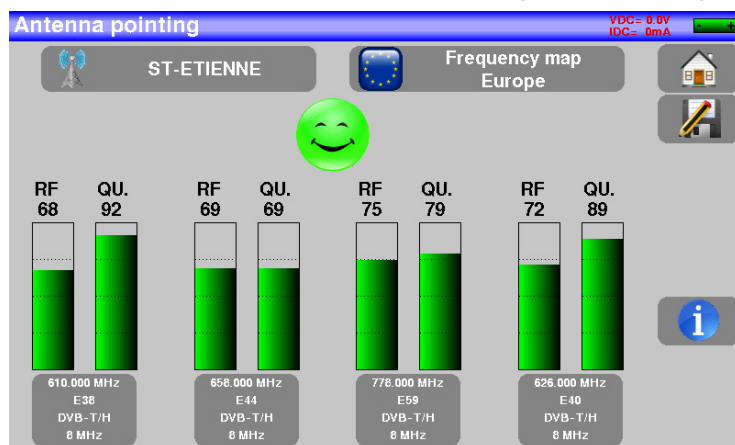 Antenna pointing
VDC= 0.0V
IDC= 0mA
- +
ST-ETIENNE
Frequency map
Europe
RF QU. RF QU. RF QU. RF QU.
68 92 69 69 75 79 72 89
610.000 MHz
E38
DVB-T/H
8 MHz
658.000 MHz
E44
DVB-T/H
8 MHz
778.000 MHz
E59
DVB-T/H
8 MHz
626.000 MHz
E40
DVB-T/H
8 MHz
i